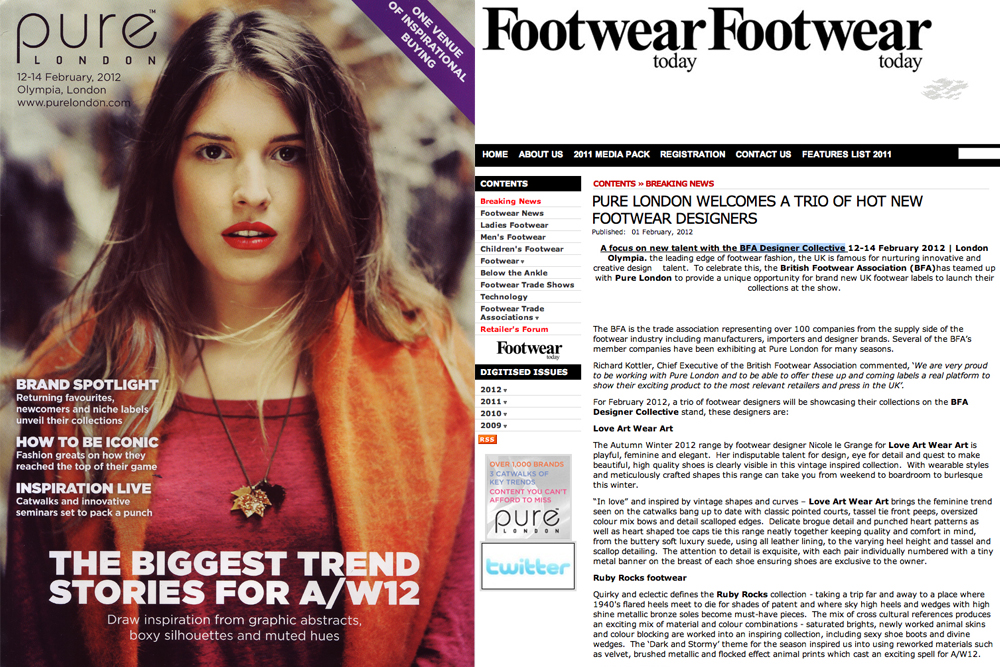 pure™
LONDON
12-14 February, 2012
Olympia, London
www.purelondon.com
ONE VENUE
OF INSPIRATIONAL
BUYING
BRAND SPOTLIGHT
Returning favourites,
newcomers and niche labels
unveil their collections
HOW TO BE ICONIC
Fashion greats on how they
reached the top of their game
INSPIRATION LIVE
Catwalks and innovative
seminars set to pack a punch
THE BIGGEST TREND
STORIES FOR A/W12
Draw inspiration from graphic abstracts,
boxy silhouettes and muted hues
Footwear Footwear
today today
HOME ABOUT US 2011 MEDIA PACK REGISTRATION CONTACT US FEATURES LIST 2011
CONTENTS
Breaking News
Footwear News
Ladies Footwear
Men's Footwear
Children's Footwear
Footwear
Below the Ankle
Footwear Trade Shows
Technology
Footwear Trade
Associations
Retailer's Forum
Footwear
today
DIGITISED ISSUES
2012
2011
2010
2009
RSS
OVER 1,000 BRANDS
3 CATWALKS OF
KEY TRENDS
CONTENT YOU CAN'T
AFFORD TO MISS
pure
LONDON
twitter
CONTENTS » BREAKING NEWS
PURE LONDON WELCOMES A TRIO OF HOT NEW
FOOTWEAR DESIGNERS
Published: 01 February, 2012
A focus on new talent with the BFA Designer Collective 12-14 February 2012 | London
Olympia. the leading edge of footwear fashion, the UK is famous for nurturing innovative and
creative design talent. To celebrate this, the British Footwear Association (BFA)has teamed up
with Pure London to provide a unique opportunity for brand new UK footwear labels to launch their
collections at the show.
The BFA is the trade association representing over 100 companies from the supply side of the
footwear industry including manufacturers, importers and designer brands. Several of the BFA's
member companies have been exhibiting at Pure London for many seasons.
Richard Kottler, Chief Executive of the British Footwear Association commented, 'We are very proud
to be working with Pure London and to be able to offer these up and coming labels a real platform to
show their exciting product to the most relevant retailers and press in the UK'.
For February 2012, a trio of footwear designers will be showcasing their collections on the BFA
Designer Collective stand, these designers are:
Love Art Wear Art
The Autumn Winter 2012 range by footwear designer Nicole le Grange for Love Art Wear Art is
playful, feminine and elegant. Her indisputable talent for design, eye for detail and quest to make
beautiful, high quality shoes is clearly visible in this vintage inspired collection. With wearable styles
and meticulously crafted shapes this range can take you from weekend to boardroom to burlesque
this winter.
"In love" and inspired by vintage shapes and curves – Love Art Wear Art brings the feminine trend
seen on the catwalks bang up to date with classic pointed courts, tassel tie front peeps, oversized
colour mix bows and detail scalloped edges. Delicate brogue detail and punched heart patterns as
well as heart shaped toe caps tie this range neatly together keeping quality and comfort in mind,
from the buttery soft luxury suede, using all leather lining, to the varying heel height and tassel and
scallop detailing. The attention to detail is exquisite, with each pair individually numbered with a tiny
metal banner on the breast of each shoe ensuring shoes are exclusive to the owner.
Ruby Rocks footwear
Quirky and eclectic defines the Ruby Rocks collection - taking a trip far and away to a place where
1940's flared heels meet to die for shades of patent and where sky high heels and wedges with high
shine metallic bronze soles become must-have pieces. The mix of cross cultural references produces
an exciting mix of material and colour combinations - saturated brights, newly worked animal skins
and colour blocking are worked into an inspiring collection, including sexy shoe boots and divine
wedges. The 'Dark and Stormy' theme for the season inspired us into using reworked materials such
as velvet, brushed metallic and flocked effect animal prints which cast an exciting spell for A/W12.